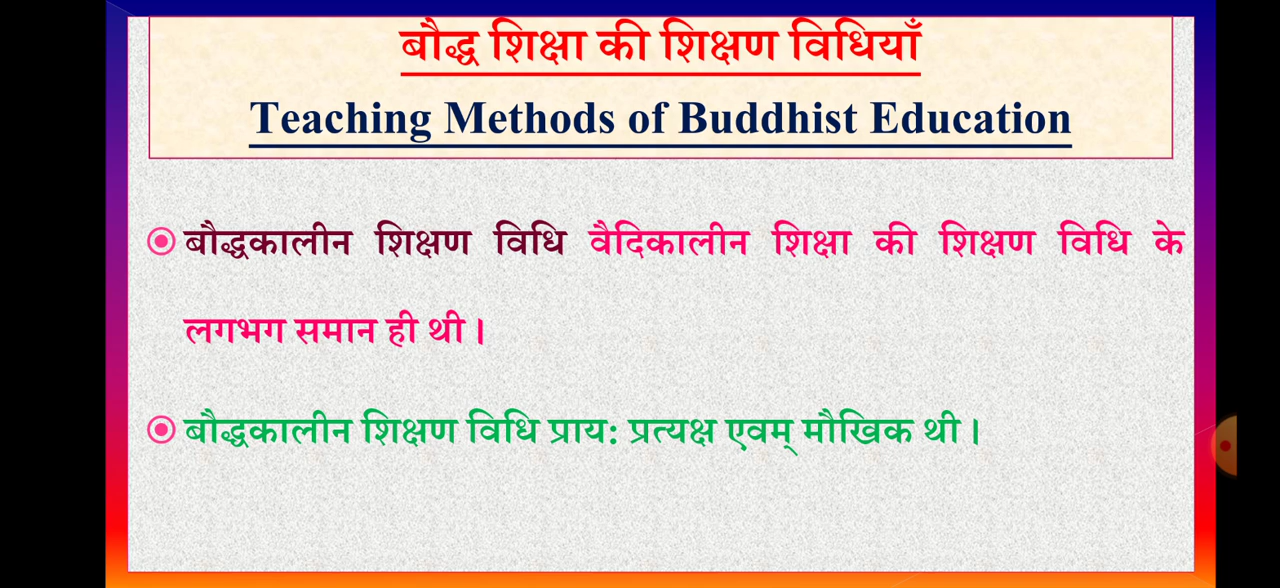 बौद्ध शिक्षा की शिक्षण विधियाँ
Teaching Methods of Buddhist Education
बौद्धकालीन शिक्षण विधि वैदिकालीन शिक्षा की शिक्षण विधि के
लगभग समान ही थी।
बौद्धकालीन शिक्षण विधि प्राय: प्रत्यक्ष एवम् मौखिक थी।